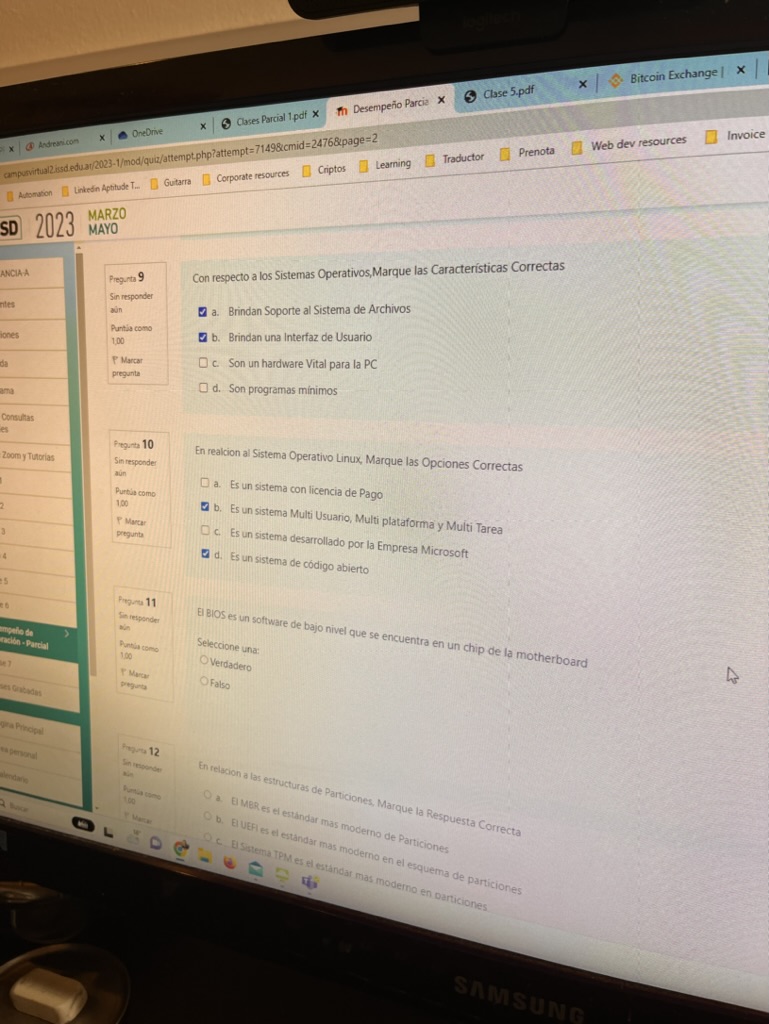 Andreani.com
OneDrive
Clases Parcial 1.pdf
Desempeño Parcia
Clase 5.pdf
Bitcoin Exchange |
campusvirtual2.issd.edu.ar/2023-1/mod/quiz/attempt.php?attempt=7149&cmid=2476&page=2
Automation
Linkedin Aptitude T...
Guitarra
Corporate resources
Criptos
Learning
Traductor
Prenota
Web dev resources
Invoice
SD 2023 MARZO
MAYO
ANCIA-A
ntes
iones
da
ama
Consultas
es
Zoom y Tutorias
2
3
4
5
6
empeño de
ración - Parcial
se 7
ses Grabadas
gina Principal
ea personal
alendario
Buscar
Pregunta 9
Sin responder
aún
Puntúa como
1,00
Marcar
pregunta
Con respecto a los Sistemas Operativos,Marque las Características Correctas
a. Brindan Soporte al Sistema de Archivos
b. Brindan una Interfaz de Usuario
c. Son un hardware Vital para la PC
d. Son programas mínimos
Pregunta 10
Sin responder
aún
Puntúa como
1,00
Marcar
pregunta
En realcion al Sistema Operativo Linux, Marque las Opciones Correctas
a. Es un sistema con licencia de Pago
b. Es un sistema Multi Usuario, Multi plataforma y Multi Tarea
c. Es un sistema desarrollado por la Empresa Microsoft
d. Es un sistema de código abierto
Pregunta 11
Sin responder
aún
Puntúa como
1,00
Marcar
pregunta
El BIOS es un software de bajo nivel que se encuentra en un chip de la motherboard
Seleccione una:
Verdadero
Falso
Pregunta 12
Sin responder
aún
Puntúa como
1,00
Marcar
En relacion a las estructuras de Particiones, Marque la Respuesta Correcta
a. El MBR es el estándar mas moderno de Particiones
b. El UEFI es el estándar mas moderno en el esquema de particiones
c. El Sistema TPM es el estándar mas moderno en particiones
SAMSUNG